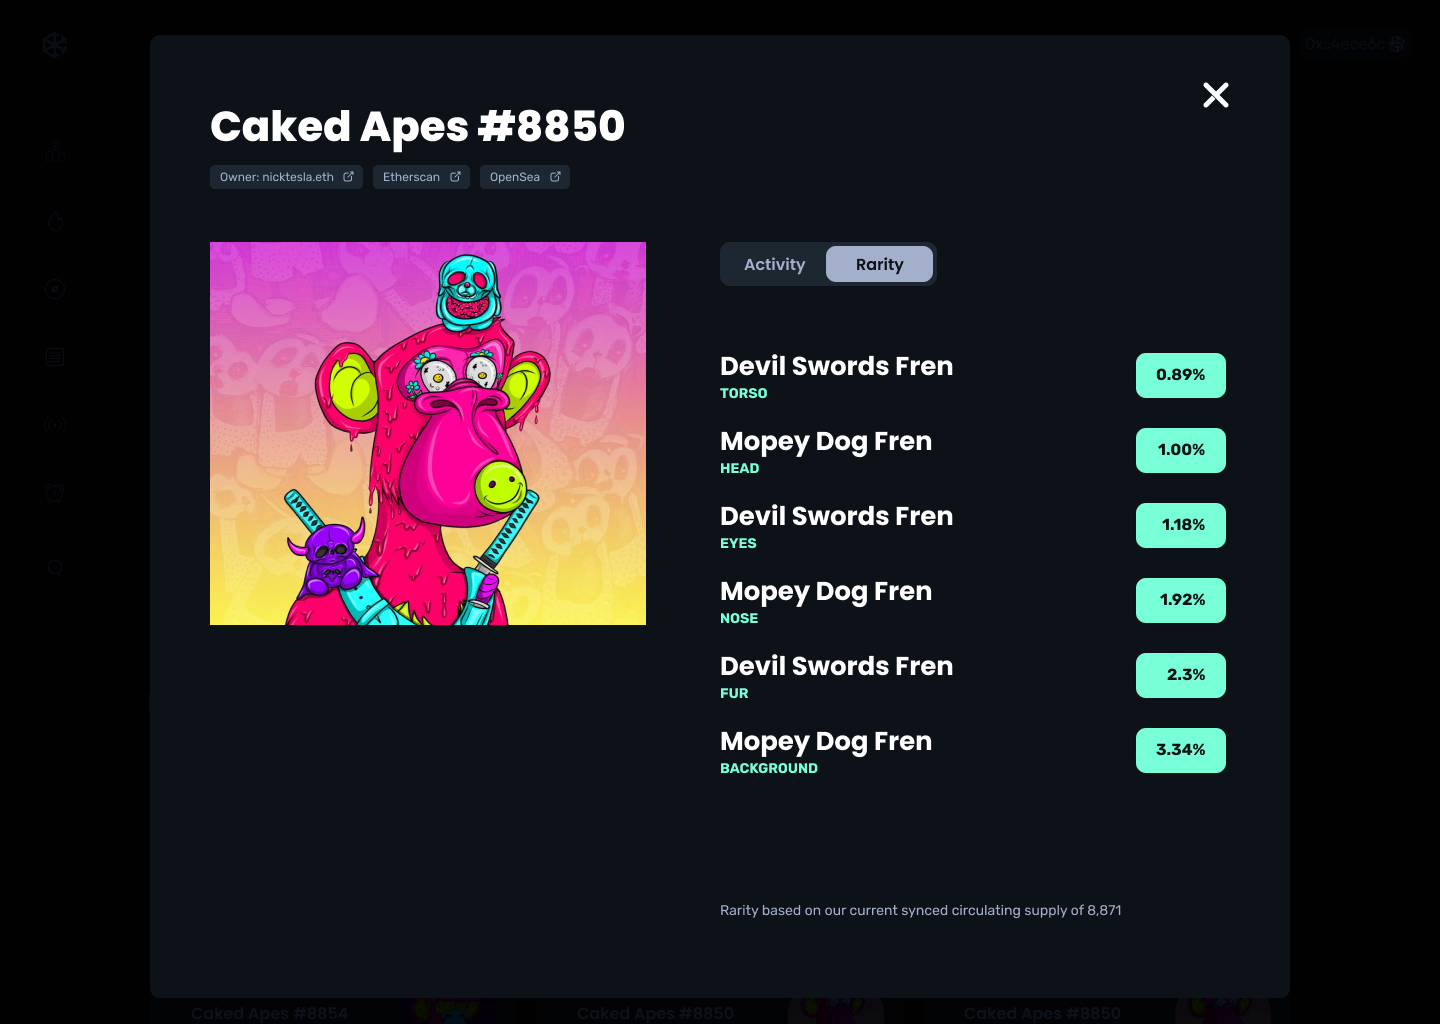 0x..4ece6c
Caked Apes #8850
Owner: nicktesla.eth
Etherscan
OpenSea
Activity
Rarity
Devil Swords Fren
TORSO
0.89%
Mopey Dog Fren
HEAD
1.00%
Devil Swords Fren
EYES
1.18%
Mopey Dog Fren
NOSE
1.92%
Devil Swords Fren
FUR
2.3%
Mopey Dog Fren
BACKGROUND
3.34%
Rarity based on our current synced circulating supply of 8,871
Caked Apes #8854
Caked Apes #8850
Caked Apes #8850